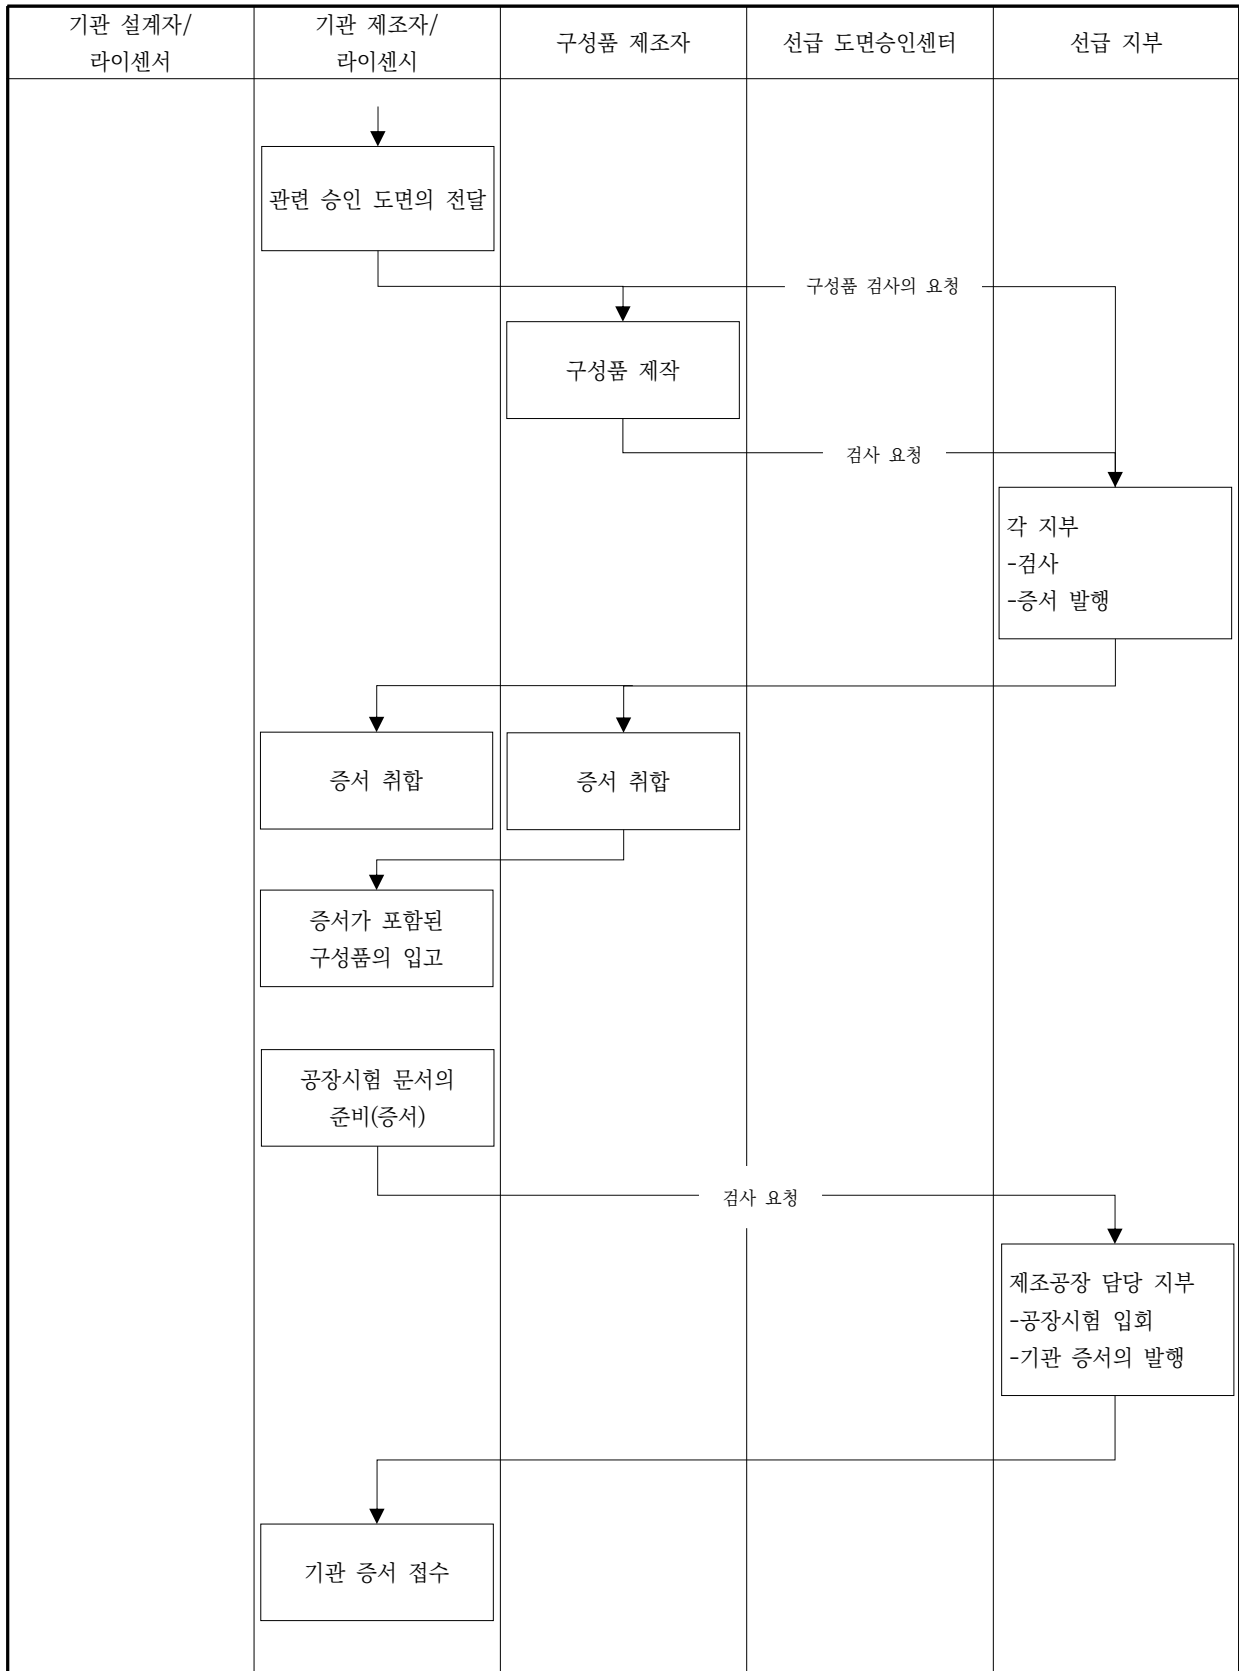 기관 설계자/
라이센서
기관 제조자/
라이센시
구성품 제조자
선급 도면승인센터
선급 지부
관련 승인 도면의 전달
구성품 검사의 요청
구성품 제작
검사 요청
각 지부
-검사
-증서 발행
증서 취합
증서 취합
증서가 포함된
구성품의 입고
공장시험 문서의
준비(증서)
검사 요청
제조공장 담당 지부
-공장시험 입회
-기관 증서의 발행
기관 증서 접수